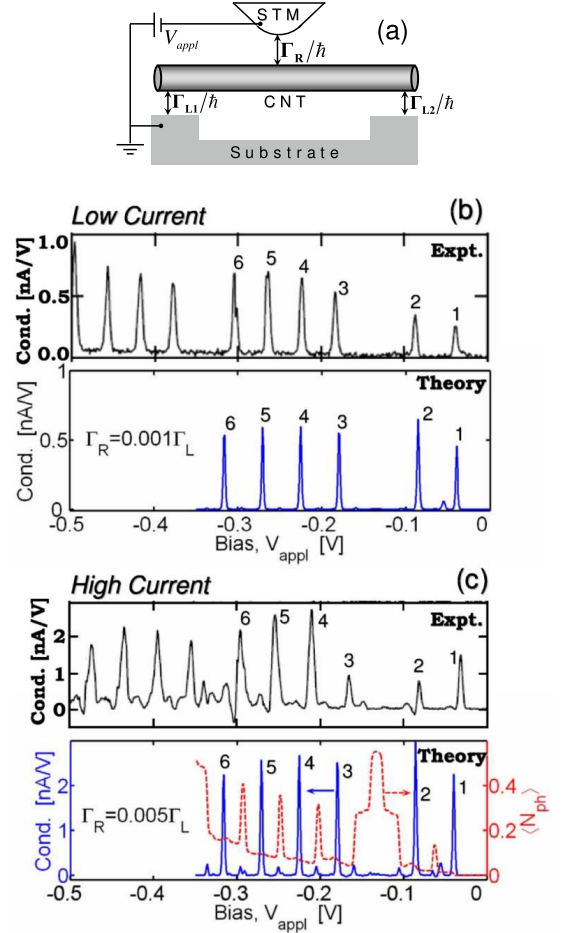 STM
(a)
V_appl
Γ_R/ħ
Γ_L1/ħ
CNT
Γ_L2/ħ
Substrate
Low Current
(b)
Cond. [nA/V]
1.0
0.5
0.0
6
5
4
3
2
1
Expt.
Cond. [nA/V]
1
0.5
0
Theory
6
5
4
3
2
1
Γ_R=0.001Γ_L
-0.5
-0.4
-0.3
-0.2
-0.1
0
Bias, V_appl [V]
High Current
(c)
Cond. [nA/V]
2
1
0
6
5
4
3
2
1
Expt.
Cond. [nA/V]
2
1
0
Theory
6
5
4
3
2
1
Γ_R=0.005Γ_L
0.4
0.2
0
⟨N_ph⟩
-0.5
-0.4
-0.3
-0.2
-0.1
0
Bias, V_appl [V]